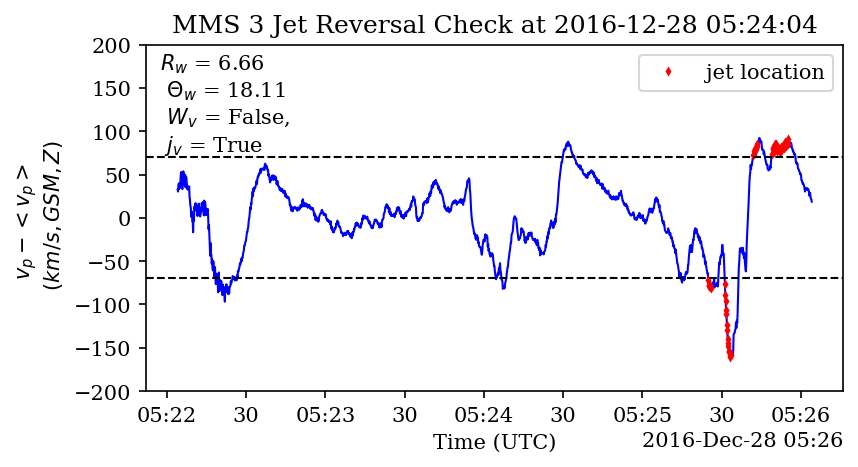 MMS 3 Jet Reversal Check at 2016-12-28 05:24:04
R_w = 6.66
Θ_w = 18.11
W_v = False,
j_v = True
jet location
v_p − < v_p >
(km/s, GSM, Z)
200
150
100
50
0
−50
−100
−150
−200
05:22 30 05:23 30 05:24 30 05:25 30 05:26
Time (UTC) 2016-Dec-28 05:26